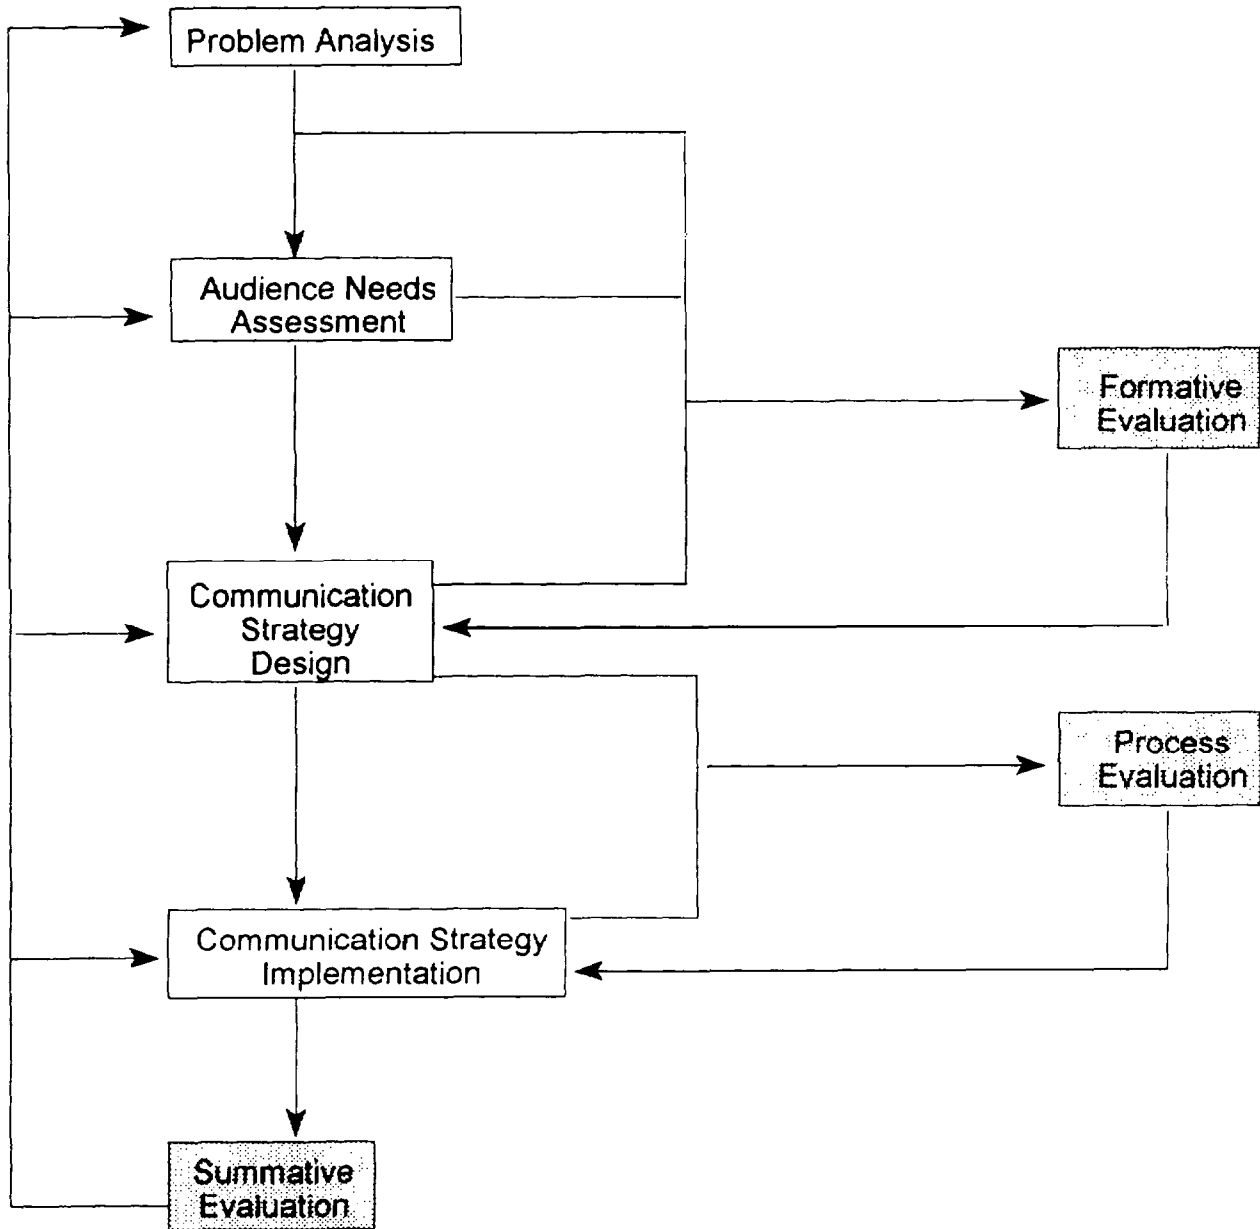 Problem Analysis
Audience Needs
Assessment
Formative
Evaluation
Communication
Strategy
Design
Process
Evaluation
Communication Strategy
Implementation
Summative
Evaluation